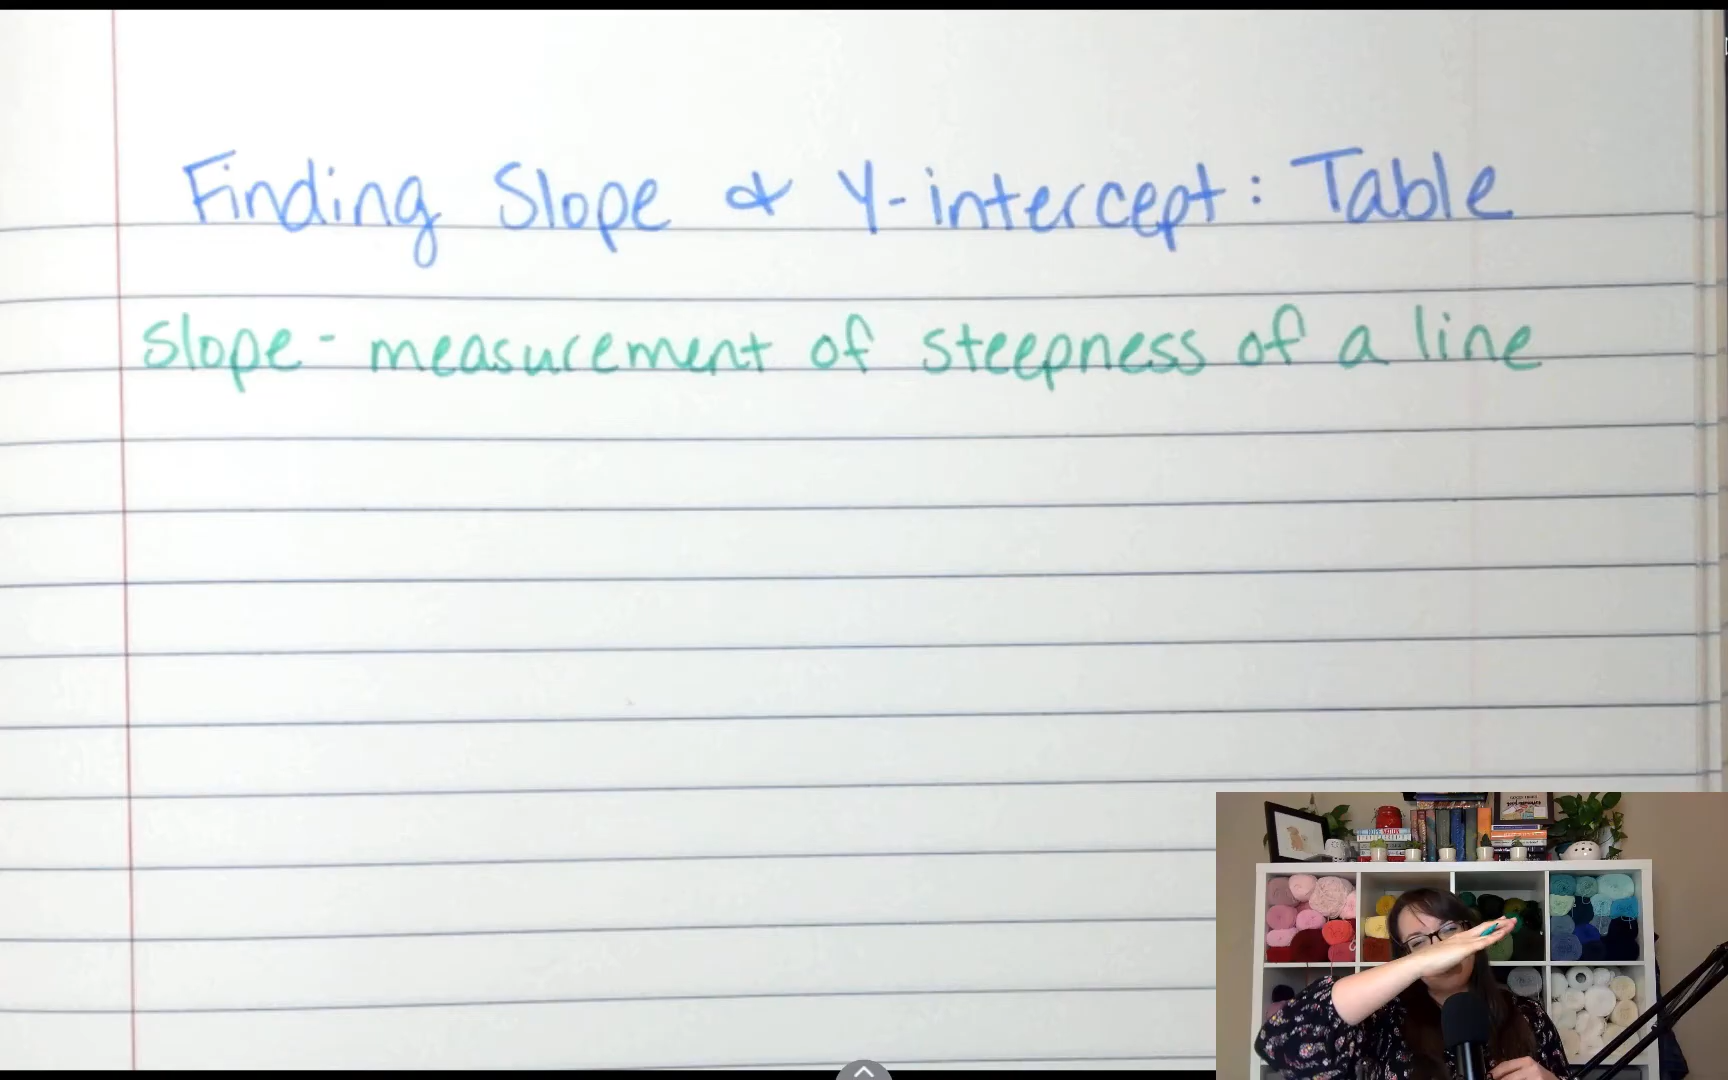 Finding Slope & Y-intercept: Table
Slope - measurement of steepness of a line